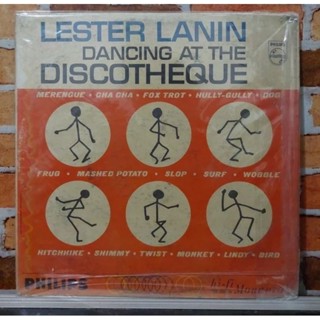 LESTER LANIN
DANCING AT THE
DISCOTHEQUE
MERENGUE • CHA CHA • FOX TROT • HULLY-GULLY • DOG
FRUG • MASHED POTATO • SLOP • SURF • WOBBLE
HITCHHIKE • SHIMMY • TWIST • MONKEY • LINDY • BIRD
PHILIPS